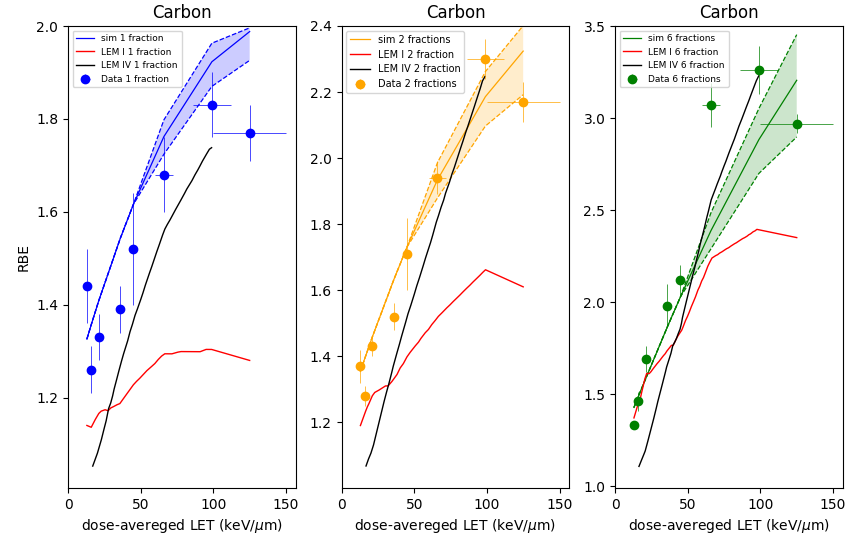 Carbon
Carbon
Carbon
sim 1 fraction
LEM I 1 fraction
LEM IV 1 fraction
Data 1 fraction
sim 2 fractions
LEM I 2 fraction
LEM IV 2 fraction
Data 2 fractions
sim 6 fractions
LEM I 6 fraction
LEM IV 6 fraction
Data 6 fractions
RBE
2.0
1.8
1.6
1.4
1.2
2.4
2.2
2.0
1.8
1.6
1.4
1.2
3.5
3.0
2.5
2.0
1.5
1.0
0 50 100 150
0 50 100 150
0 50 100 150
dose-avereged LET (keV/μm)
dose-avereged LET (keV/μm)
dose-avereged LET (keV/μm)